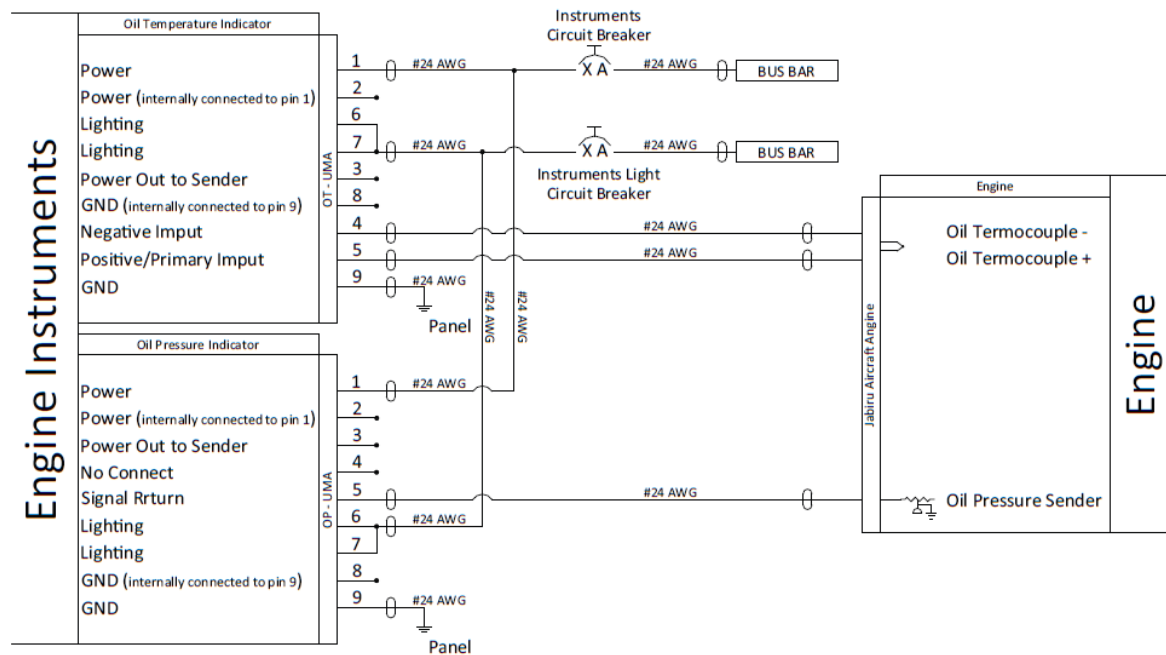 Engine Instruments
Oil Temperature Indicator
OT - UMA
Power 1 #24 AWG
Power (internally connected to pin 1) 2
Lighting 6
Lighting 7 #24 AWG
Power Out to Sender 3
GND (internally connected to pin 9) 8
Negative Imput 4 #24 AWG
Positive/Primary Imput 5 #24 AWG
GND 9 #24 AWG
Panel
Instruments
Circuit Breaker
X A #24 AWG BUS BAR
X A #24 AWG BUS BAR
Instruments Light
Circuit Breaker
#24 AWG
#24 AWG
Oil Pressure Indicator
OP - UMA
Power 1 #24 AWG
Power (internally connected to pin 1) 2
Power Out to Sender 3
No Connect 4
Signal Rrturn 5 #24 AWG
Lighting 6 #24 AWG
Lighting 7
GND (internally connected to pin 9) 8
GND 9 #24 AWG
Panel
Engine
Jabiru Aircraft Angine
Oil Termocouple -
Oil Termocouple +
Oil Pressure Sender
Engine